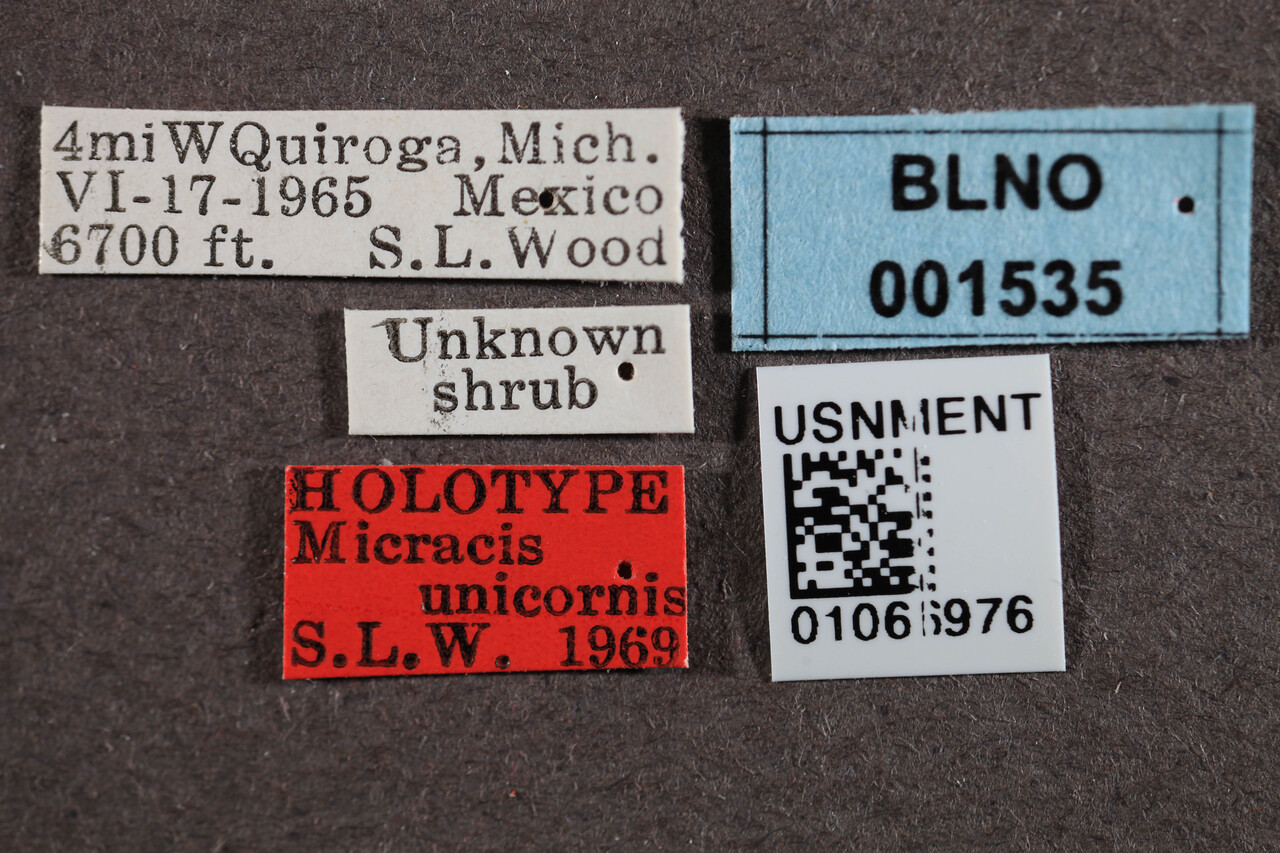 4miWQuiroga,Mich.
VI-17-1965 Mexico
6700 ft. S.L.Wood
Unknown
shrub
HOLOTYPE
Micracis
unicornis
S.L.W. 1969
BLNO
001535
USNMENT
01066976